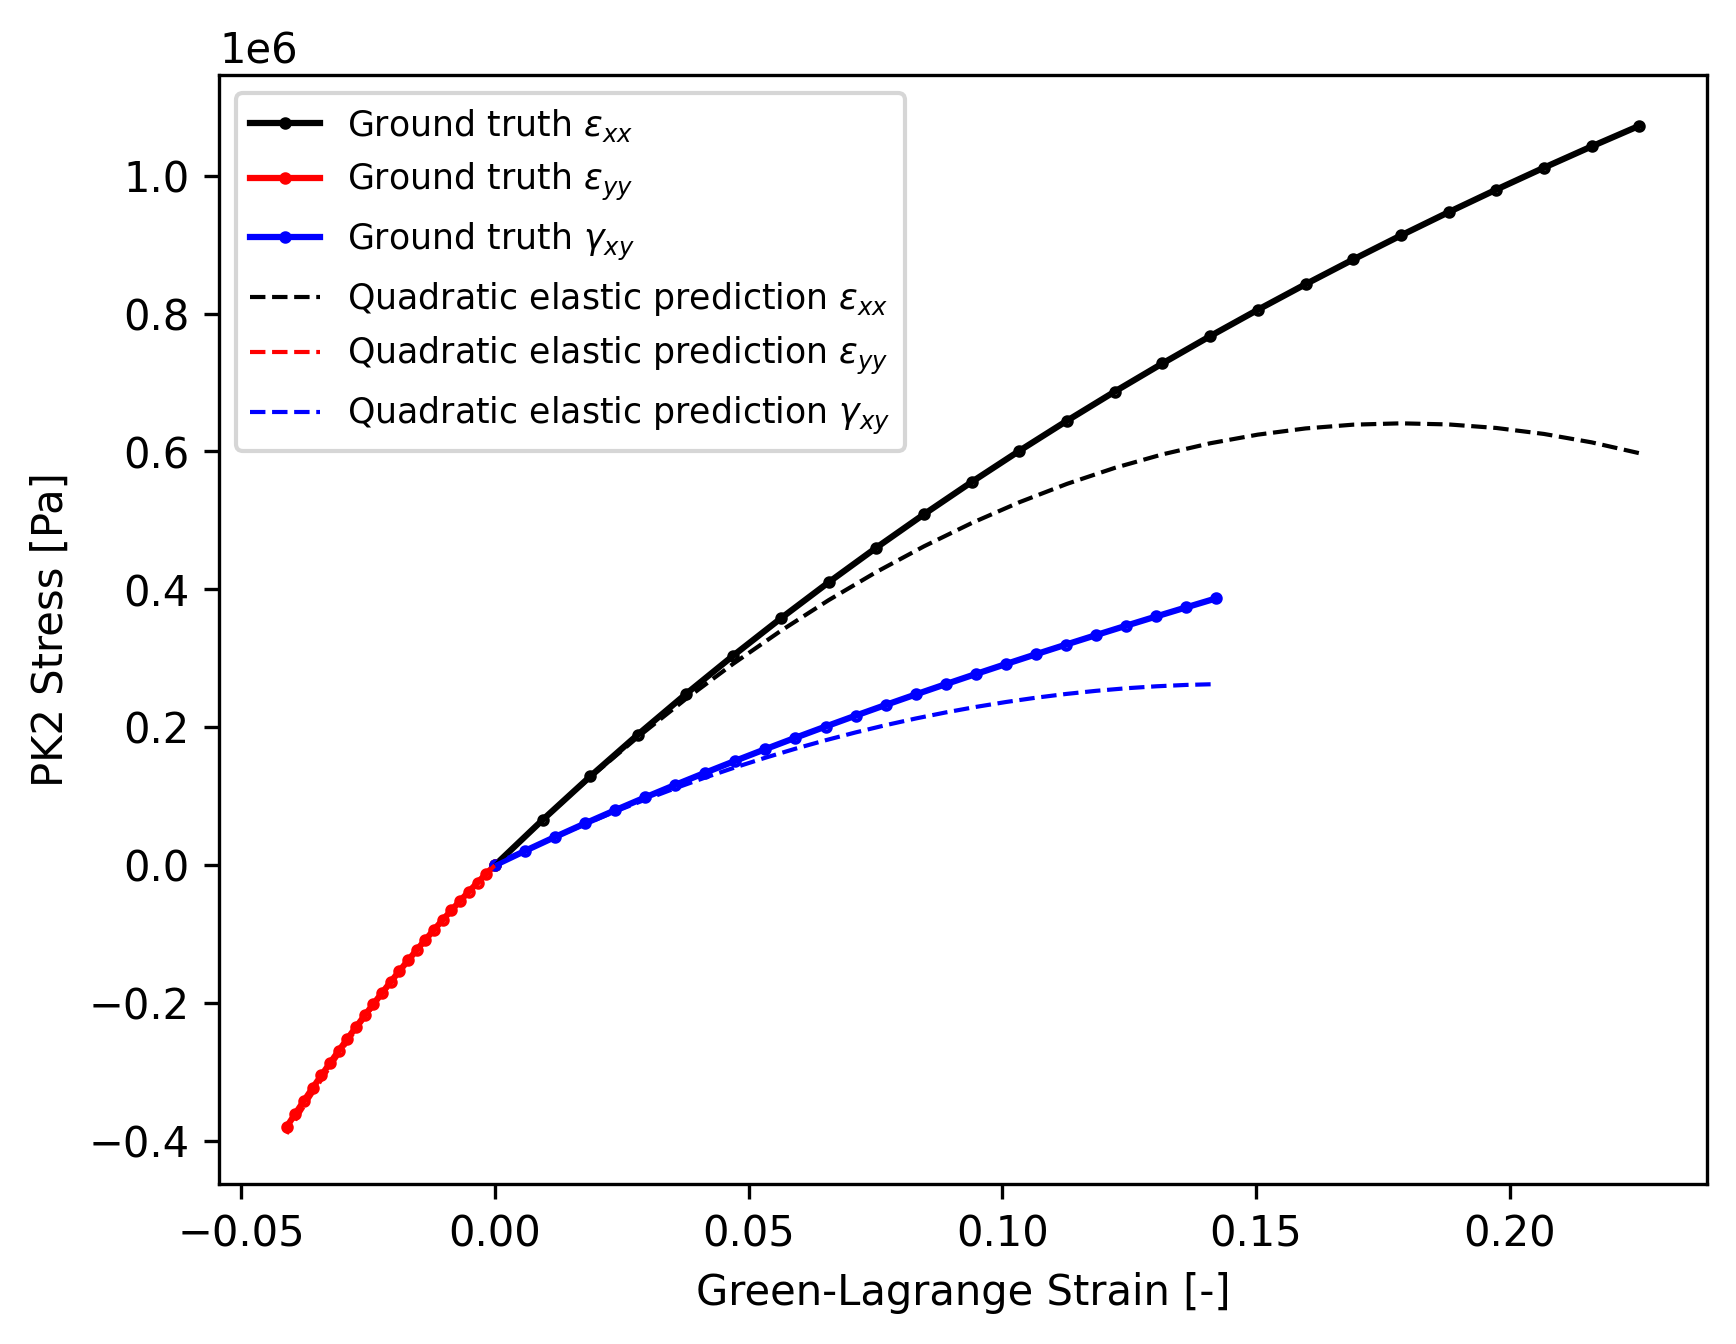 1e6
Ground truth εxx
Ground truth εyy
Ground truth γxy
Quadratic elastic prediction εxx
Quadratic elastic prediction εyy
Quadratic elastic prediction γxy
1.0
0.8
0.6
0.4
0.2
0.0
−0.2
−0.4
PK2 Stress [Pa]
−0.05 0.00 0.05 0.10 0.15 0.20
Green-Lagrange Strain [-]